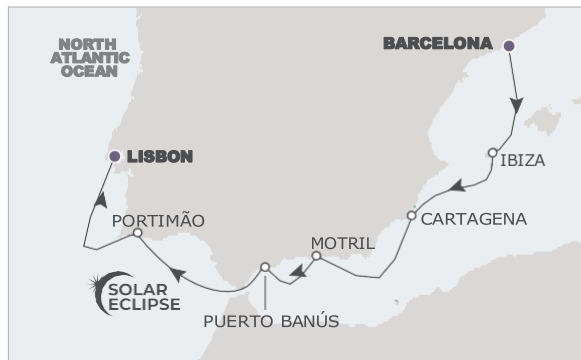 NORTH
ATLANTIC
OCEAN
BARCELONA
LISBON
IBIZA
PORTIMÃO
CARTAGENA
MOTRIL
SOLAR
ECLIPSE
PUERTO BANÚS